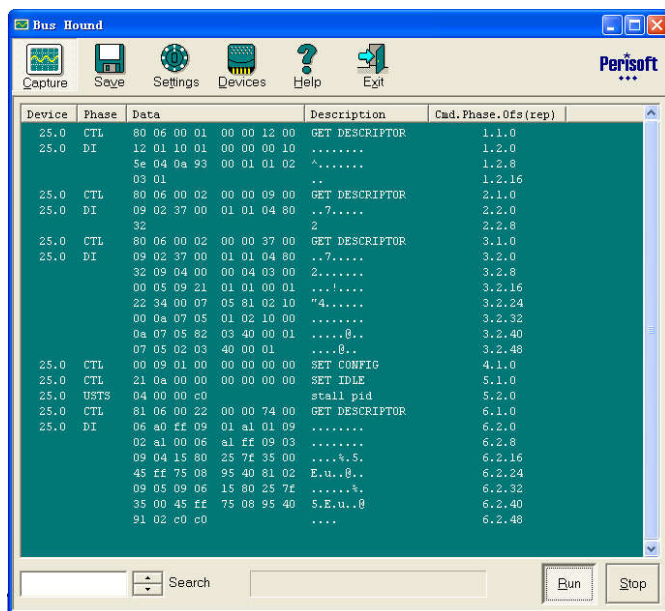 Bus Hound
Capture Save Settings Devices Help Exit
Perisoft
Device Phase Data Description Cmd.Phase.Ofs(rep)
25.0 CTL 80 06 00 01 00 00 12 00 GET DESCRIPTOR 1.1.0
25.0 DI 12 01 10 01 00 00 00 10 ........ 1.2.0
5e 04 0a 93 00 01 01 02 ^....... 1.2.8
03 01 .. 1.2.16
25.0 CTL 80 06 00 02 00 00 09 00 GET DESCRIPTOR 2.1.0
25.0 DI 09 02 37 00 01 01 04 80 ..7..... 2.2.0
32 2 2.2.8
25.0 CTL 80 06 00 02 00 00 37 00 GET DESCRIPTOR 3.1.0
25.0 DI 09 02 37 00 01 01 04 80 ..7..... 3.2.0
32 09 04 00 00 04 03 00 2....... 3.2.8
00 05 09 21 01 01 00 01 ...!.... 3.2.16
22 34 00 07 05 81 02 10 "4...... 3.2.24
00 0a 07 05 01 02 10 00 ........ 3.2.32
0a 07 05 82 03 40 00 01 .....@.. 3.2.40
07 05 02 03 40 00 01 ....@.. 3.2.48
25.0 CTL 00 09 01 00 00 00 00 00 SET CONFIG 4.1.0
25.0 CTL 21 0a 00 00 00 00 00 00 SET IDLE 5.1.0
25.0 USTS 04 00 00 c0 stall pid 5.2.0
25.0 CTL 81 06 00 22 00 00 74 00 GET DESCRIPTOR 6.1.0
25.0 DI 06 a0 ff 09 01 a1 01 09 ........ 6.2.0
02 a1 00 06 a1 ff 09 03 ........ 6.2.8
09 04 15 80 25 7f 35 00 ....%.5. 6.2.16
45 ff 75 08 95 40 81 02 E.u..@.. 6.2.24
09 05 09 06 15 80 25 7f ......%. 6.2.32
35 00 45 ff 75 08 95 40 5.E.u..@ 6.2.40
91 02 c0 c0 .... 6.2.48
Search Run Stop